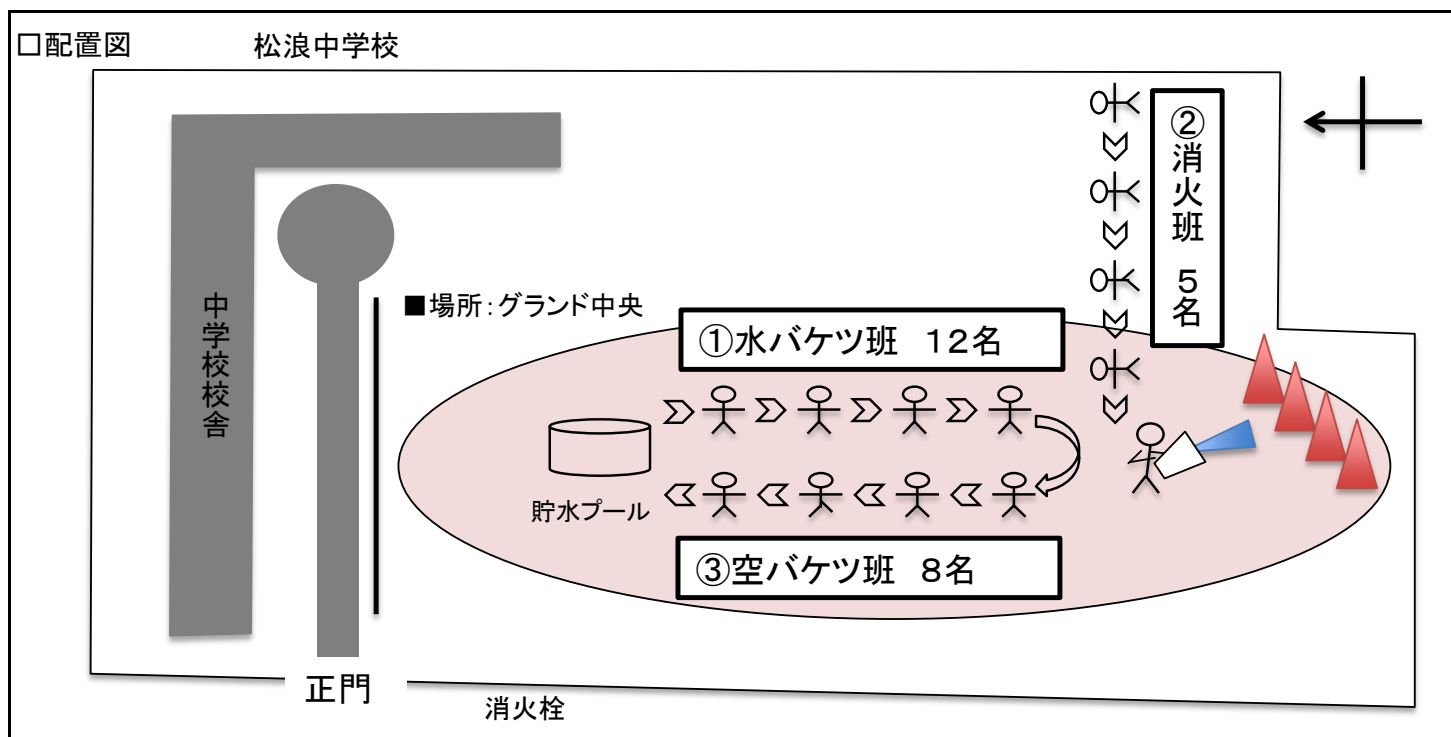 □配置図
松浪中学校
②消火班 5名
中学校校舎
■場所：グランド中央
①水バケツ班 12名
貯水プール
③空バケツ班 8名
正門
消火栓